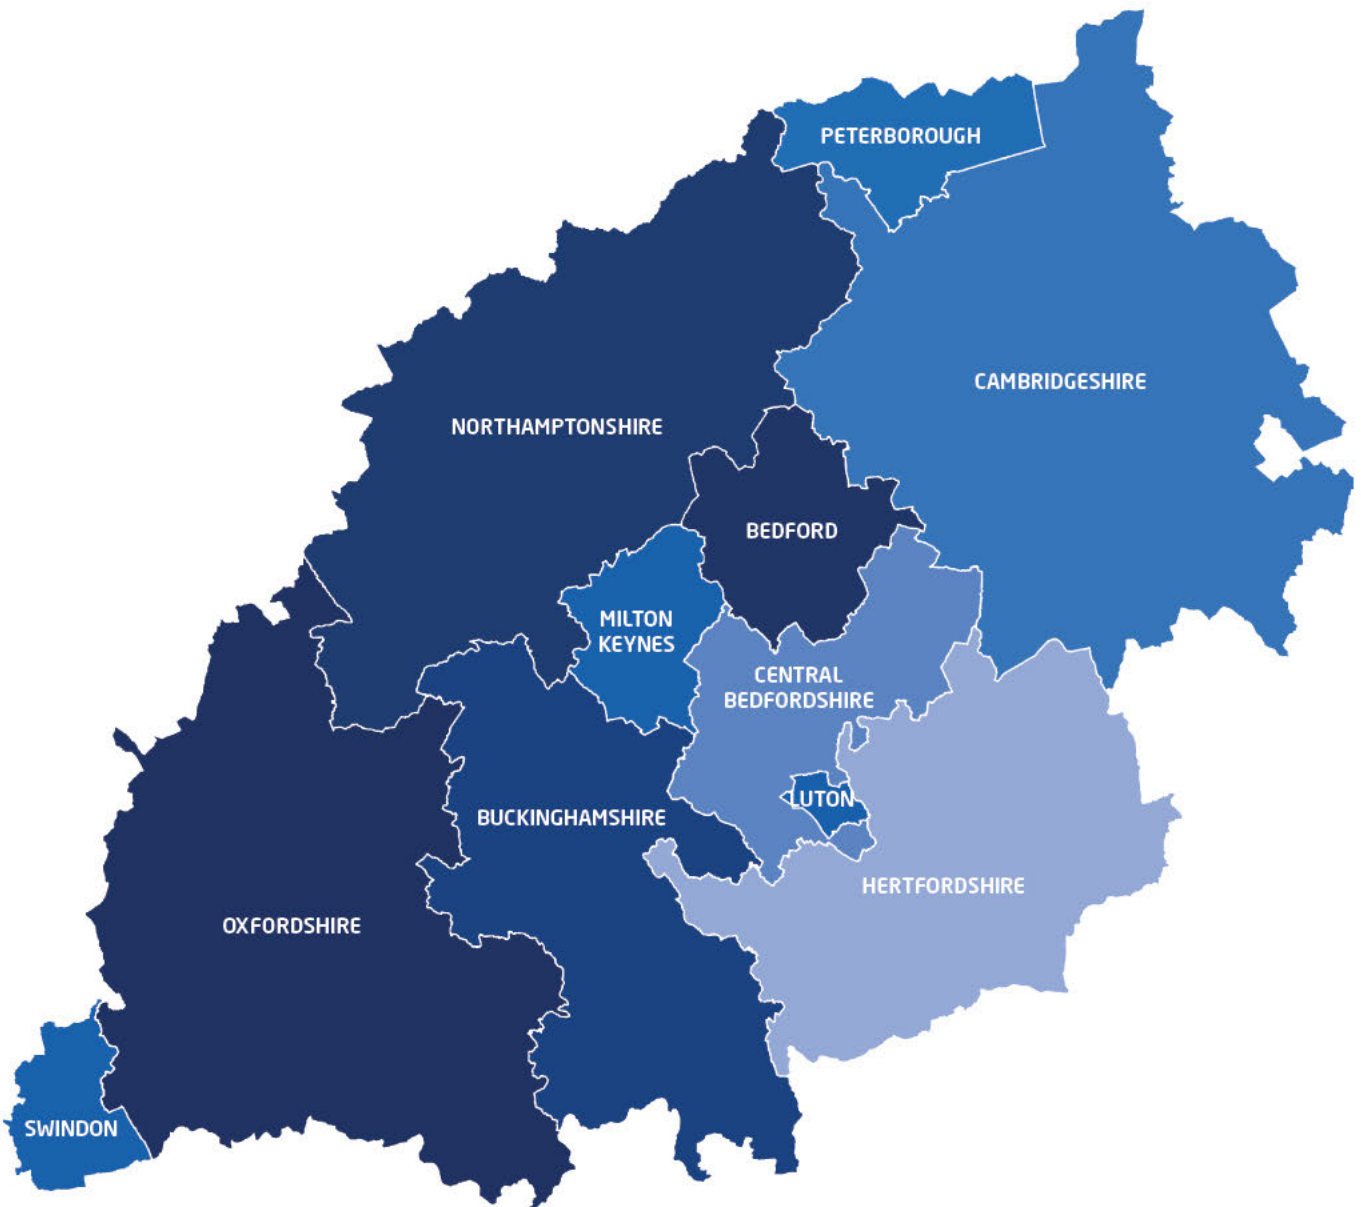 PETERBOROUGH
CAMBRIDGESHIRE
NORTHAMPTONSHIRE
BEDFORD
MILTON
KEYNES
CENTRAL
BEDFORDSHIRE
LUTON
BUCKINGHAMSHIRE
HERTFORDSHIRE
OXFORDSHIRE
SWINDON